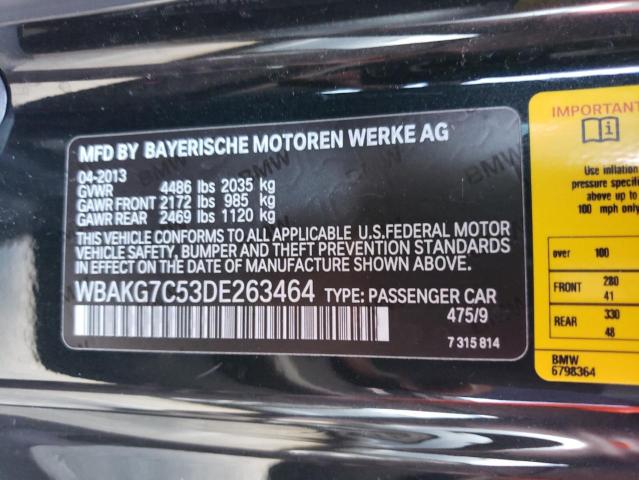 MFD BY BAYERISCHE MOTOREN WERKE AG
04-2013
GVWR 4486 lbs 2035 kg
GAWR FRONT 2172 lbs 985 kg
GAWR REAR 2469 lbs 1120 kg
THIS VEHICLE CONFORMS TO ALL APPLICABLE U.S.FEDERAL MOTOR
VEHICLE SAFETY, BUMPER AND THEFT PREVENTION STANDARDS
IN EFFECT ON THE DATE OF MANUFACTURE SHOWN ABOVE.
WBAKG7C53DE263464 TYPE: PASSENGER CAR
475/9
7 315 814
IMPORTANT
Use inflation
pressure specifi
above up to
100 mph only
over 100
FRONT 280
41
REAR 330
48
BMW
6798364